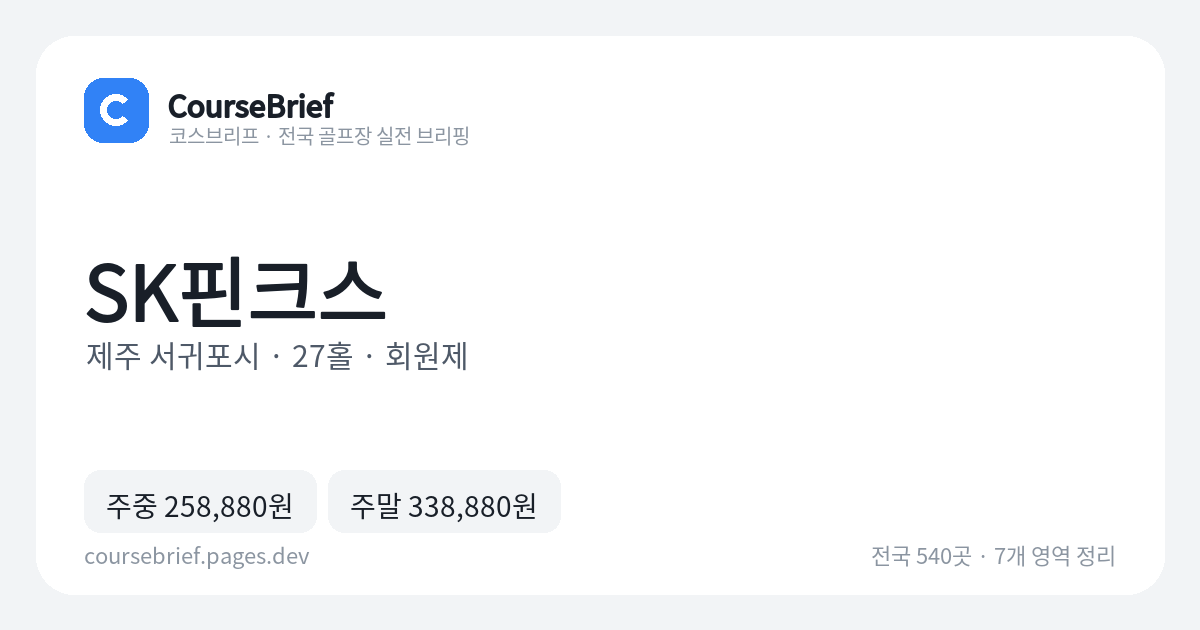 CourseBrief
코스브리프 · 전국 골프장 실전 브리핑
SK핀크스
제주 서귀포시 · 27홀 · 회원제
주중 258,880원 주말 338,880원
coursebrief.pages.dev 전국 540곳 · 7개 영역 정리